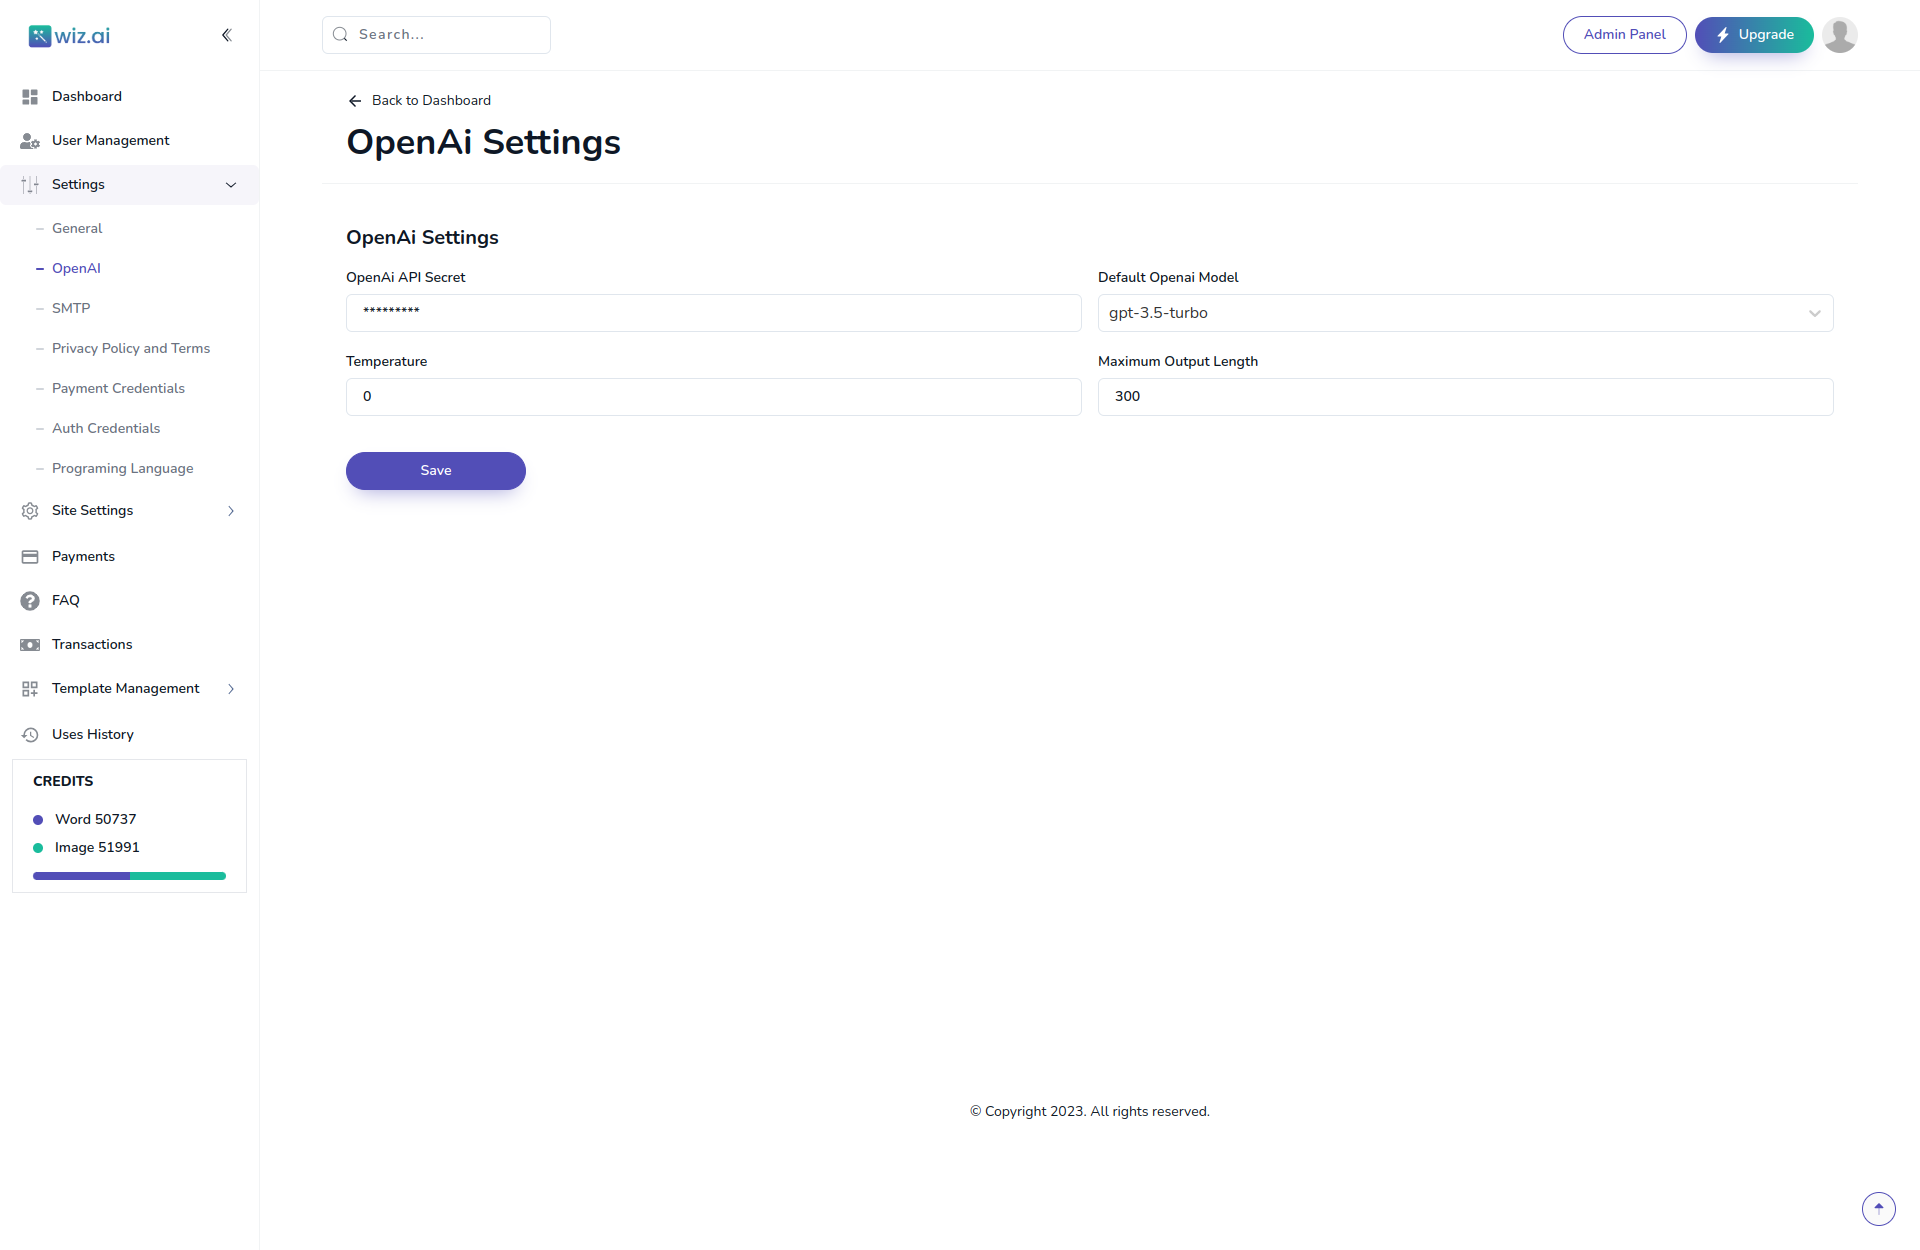 wiz.ai
Dashboard
User Management
Settings
General
OpenAI
SMTP
Privacy Policy and Terms
Payment Credentials
Auth Credentials
Programing Language
Site Settings
Payments
FAQ
Transactions
Template Management
Uses History
CREDITS
Word 50737
Image 51991
Search...
Admin Panel
Upgrade
Back to Dashboard
OpenAi Settings
OpenAi Settings
OpenAi API Secret
*********
Default Openai Model
gpt-3.5-turbo
Temperature
0
Maximum Output Length
300
Save
© Copyright 2023. All rights reserved.